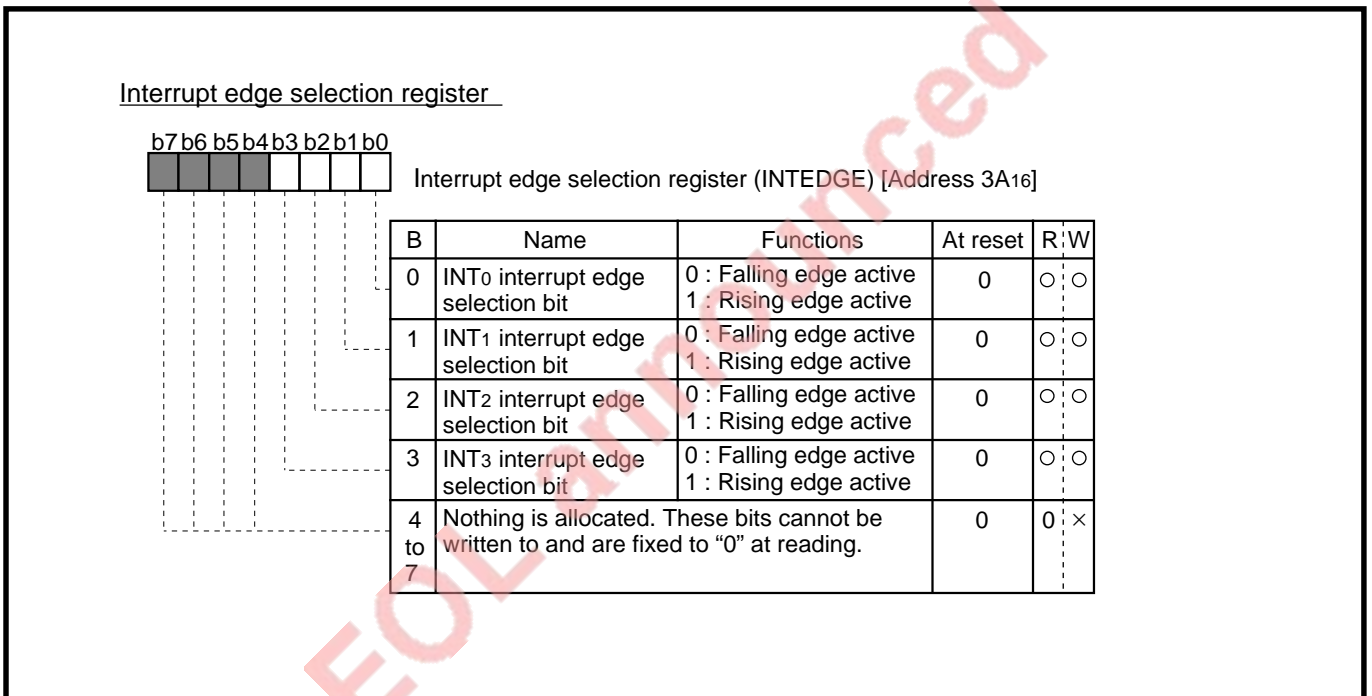 Interrupt edge selection register
b7 b6 b5 b4 b3 b2 b1 b0
Interrupt edge selection register (INTEDGE) [Address 3A16]
B Name Functions At reset R W
0 INT0 interrupt edge selection bit 0 : Falling edge active 1 : Rising edge active 0 ○ ○
1 INT1 interrupt edge selection bit 0 : Falling edge active 1 : Rising edge active 0 ○ ○
2 INT2 interrupt edge selection bit 0 : Falling edge active 1 : Rising edge active 0 ○ ○
3 INT3 interrupt edge selection bit 0 : Falling edge active 1 : Rising edge active 0 ○ ○
4 to 7 Nothing is allocated. These bits cannot be written to and are fixed to “0” at reading. 0 0 ×
EOL announced